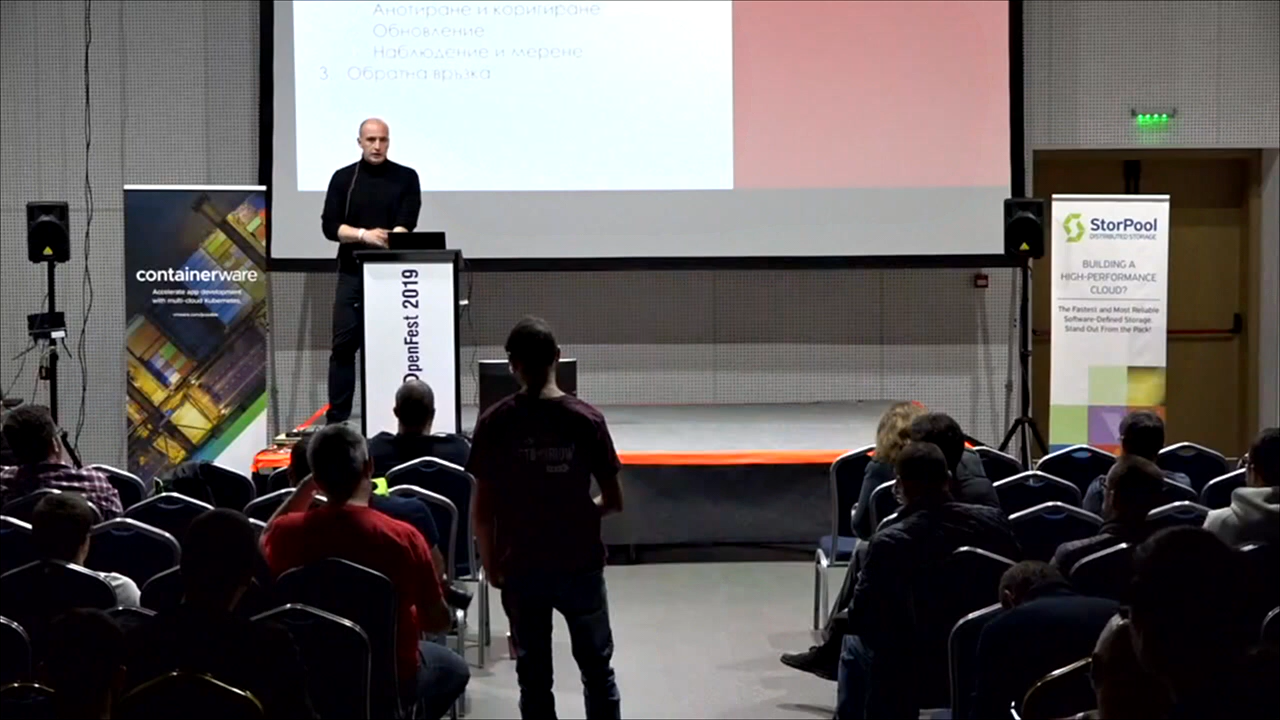 Анотиране и коригиране
Обновление
Наблюдение и мерене
3. Обратна връзка
containerware
Accelerate app development
with multi-cloud Kubernetes.
OpenFest 2019
StorPool
DISTRIBUTED STORAGE
BUILDING A
HIGH-PERFORMANCE
CLOUD?
The Fastest and Most Reliable
Software-Defined Storage.
Stand Out From the Pack!